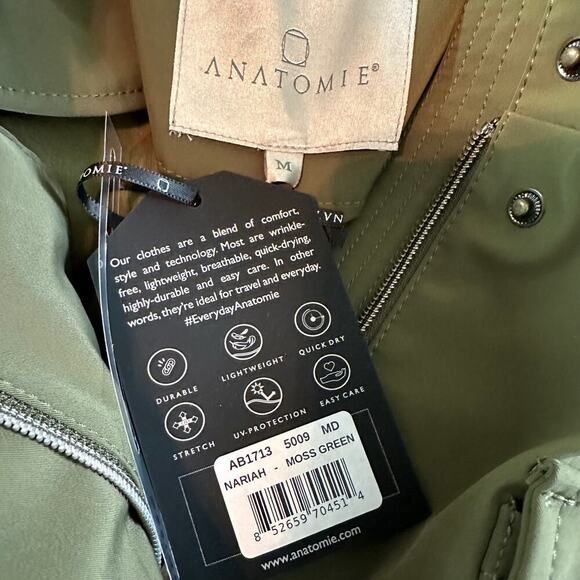 ANATOMIE®
M
OMIE®
VN
Our clothes are a blend of comfort,
style and technology. Most are wrinkle-
free, lightweight, breathable, quick-drying,
highly-durable and easy care. In other
words, they're ideal for travel and everyday.
#EverydayAnatomie
DURABLE
LIGHTWEIGHT
QUICK DRY
STRETCH
UV-PROTECTION
EASY CARE
AB1713 5009 MD
NARIAH - MOSS GREEN
8 52659 70451 4
www.anatomie.com